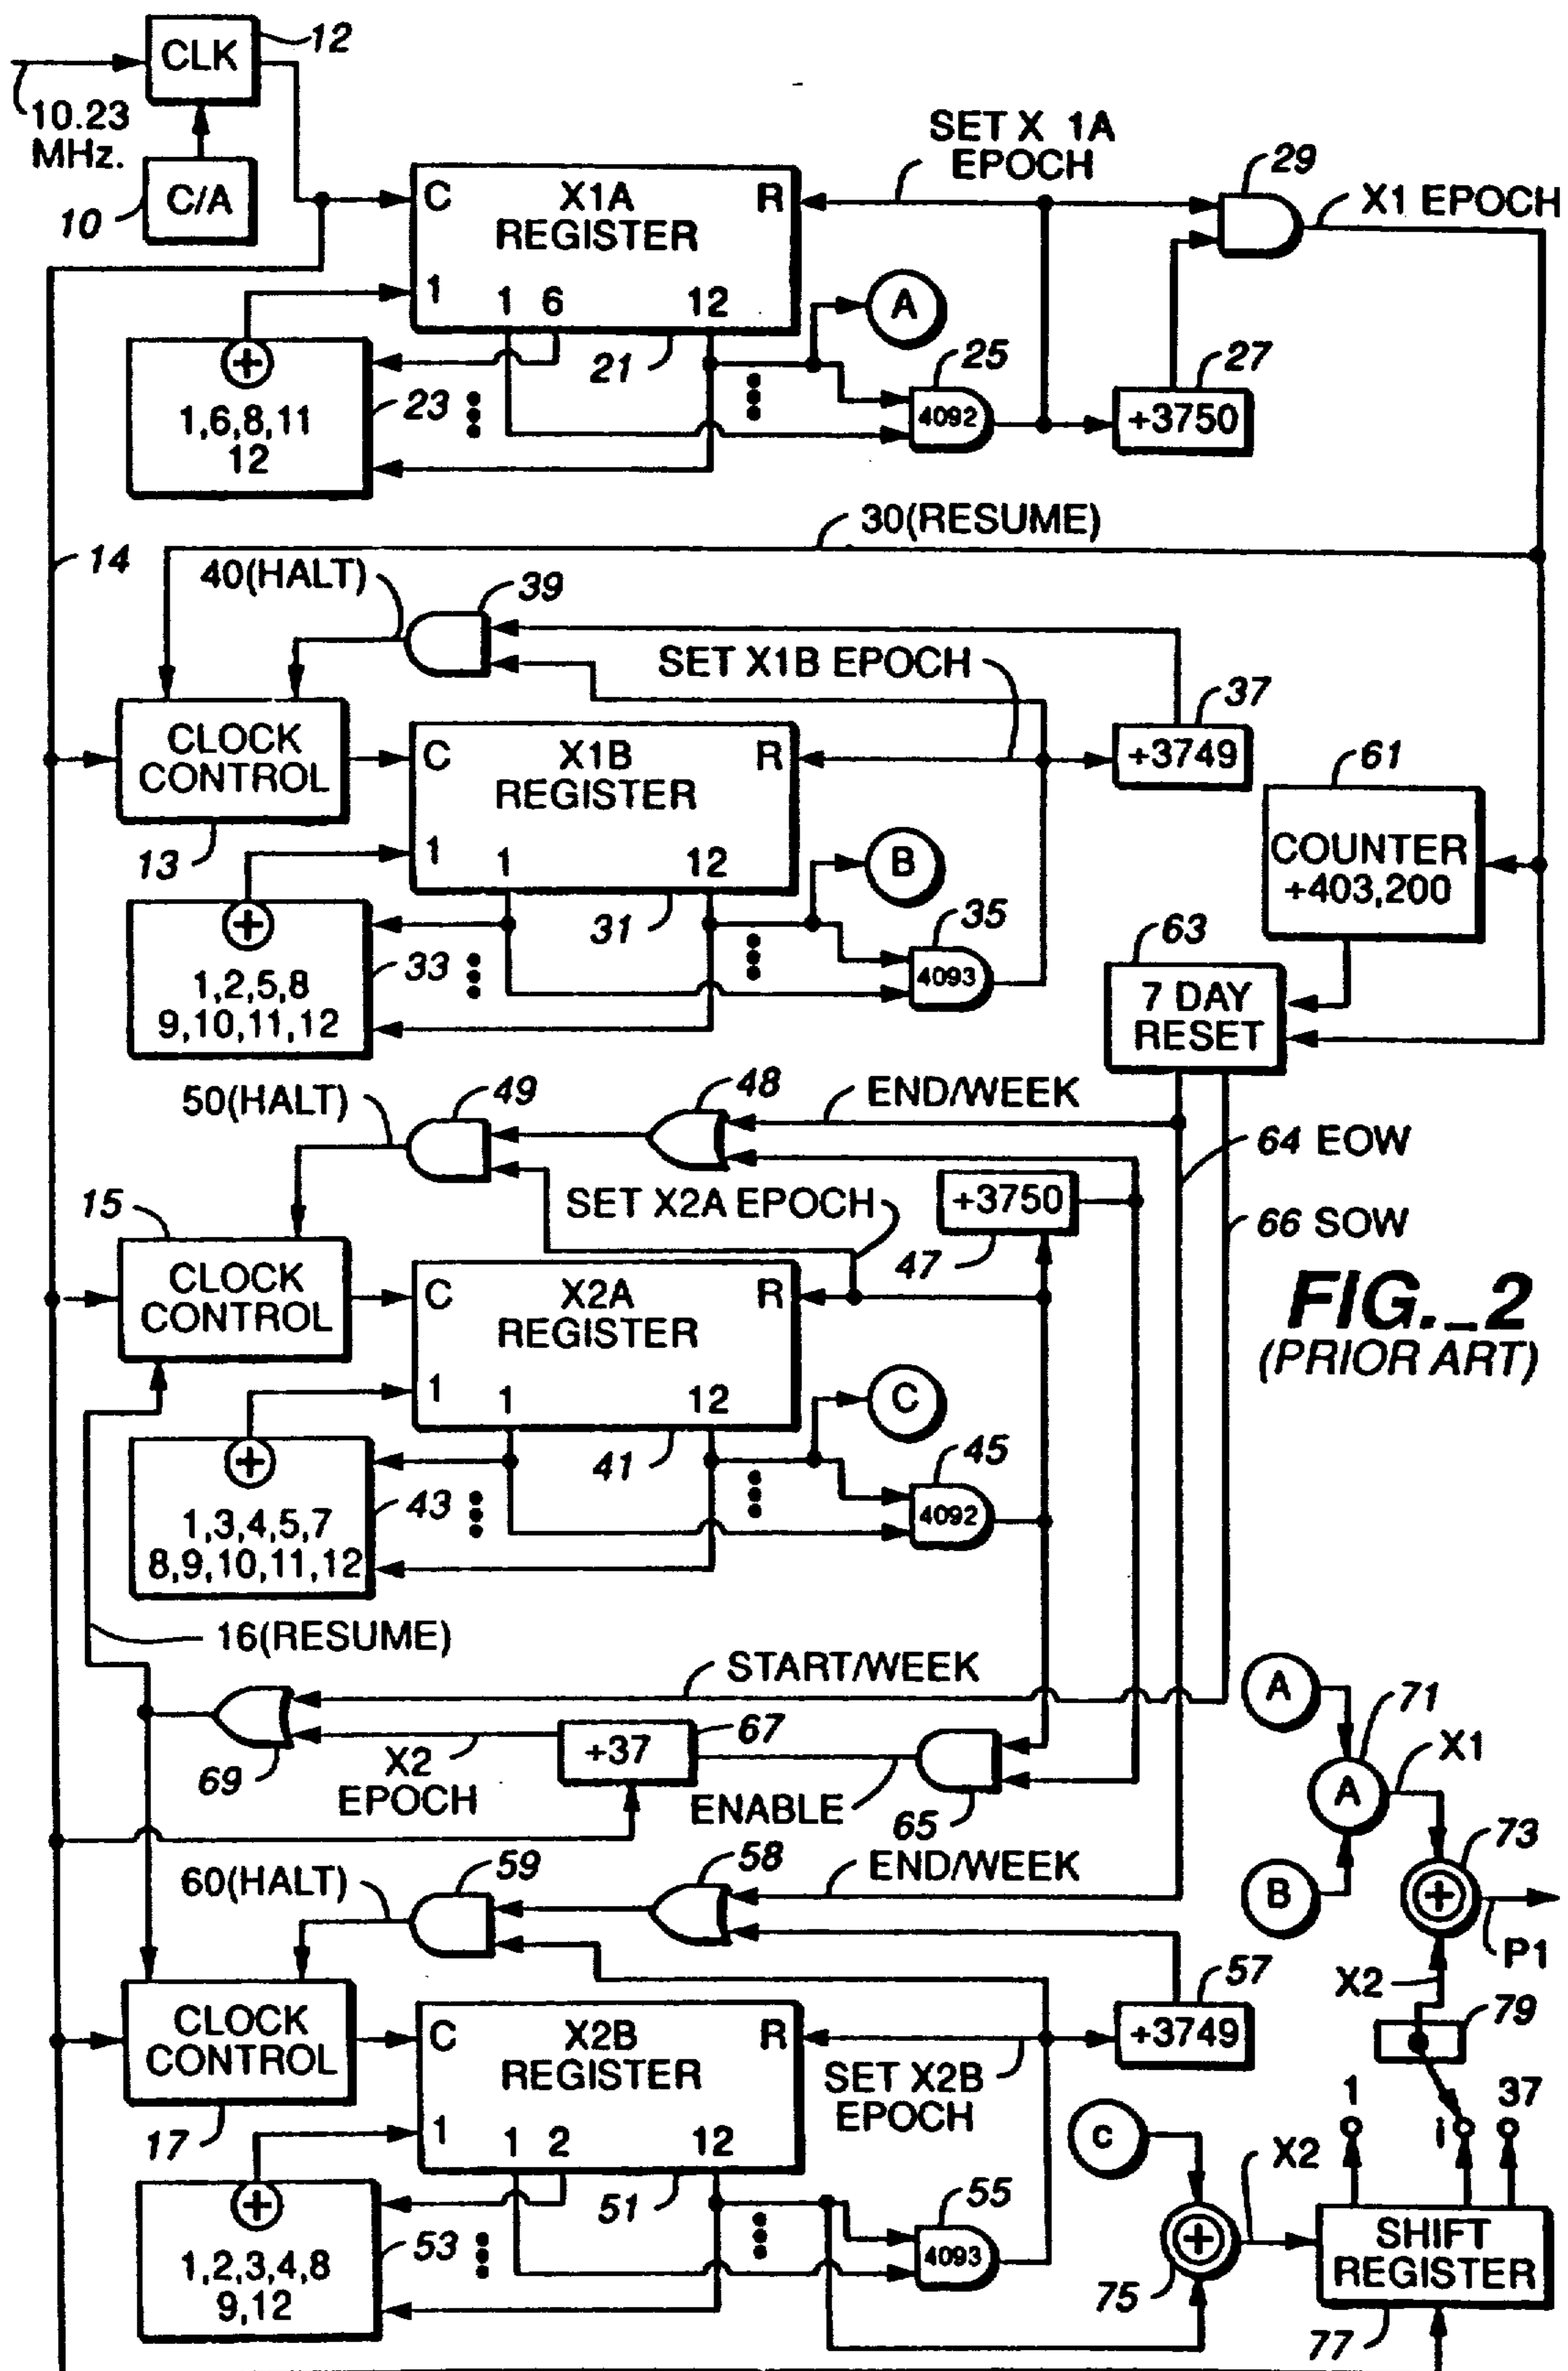 CLK
12
10.23
MHz.
10
C/A
SET X 1A
EPOCH
29
X1 EPOCH
C
X1A
REGISTER
R
1
1 6
12
A
21
25
27
4092
+3750
23
1,6,8,11
12
+
14
30(RESUME)
40(HALT)
39
SET X1B EPOCH
37
+3749
61
CLOCK
CONTROL
C
X1B
REGISTER
R
13
1
1
12
B
COUNTER
+403,200
31
35
4093
63
33
+
1,2,5,8
9,10,11,12
7 DAY
RESET
50(HALT)
49
48
END/WEEK
64 EOW
15
SET X2A EPOCH
+3750
47
66 SOW
CLOCK
CONTROL
C
X2A
REGISTER
R
FIG._2
(PRIOR ART)
1
1
12
C
41
45
4092
43
+
1,3,4,5,7
8,9,10,11,12
16(RESUME)
START/WEEK
69
X2
EPOCH
+37
67
ENABLE
65
A
71
X1
A
B
73
+
P1
60(HALT)
59
58
END/WEEK
57
+3749
X2
79
CLOCK
CONTROL
C
X2B
REGISTER
R
SET X2B
EPOCH
17
1
1 2
12
c
1
i
37
51
55
4093
53
+
1,2,3,4,8
9,12
+
75
X2
SHIFT
REGISTER
77